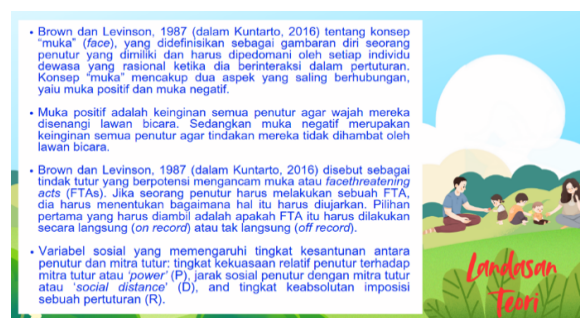 • Brown dan Levinson, 1987 (dalam Kuntarto, 2016) tentang konsep
"muka" (face), yang didefinisikan sebagai gambaran diri seorang
penutur yang dimiliki dan harus dipedomani oleh setiap individu
dewasa yang rasional ketika dia berinteraksi dalam pertuturan.
Konsep "muka" mencakup dua aspek yang saling berhubungan,
yaiu muka positif dan muka negatif.
• Muka positif adalah keinginan semua penutur agar wajah mereka
disenangi lawan bicara. Sedangkan muka negatif merupakan
keinginan semua penutur agar tindakan mereka tidak dihambat oleh
lawan bicara.
• Brown dan Levinson, 1987 (dalam Kuntarto, 2016) disebut sebagai
tindak tutur yang berpotensi mengancam muka atau facethreatening
acts (FTAs). Jika seorang penutur harus melakukan sebuah FTA,
dia harus menentukan bagaimana hal itu harus diujarkan. Pilihan
pertama yang harus diambil adalah apakah FTA itu harus dilakukan
secara langsung (on record) atau tak langsung (off record).
• Variabel sosial yang memengaruhi tingkat kesantunan antara
penutur dan mitra tutur: tingkat kekuasaan relatif penutur terhadap
mitra tutur atau 'power' (P), jarak sosial penutur dengan mitra tutur
atau 'social distance' (D), and tingkat keabsolutan imposisi
sebuah pertuturan (R).
Landasan
Teori